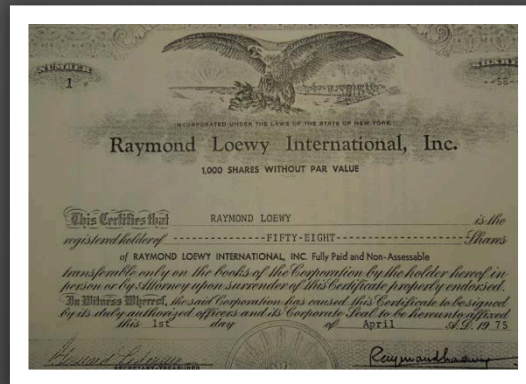 NUMBER
1
SHARES
--58--
INCORPORATED UNDER THE LAWS OF THE STATE OF NEW YORK
Raymond Loewy International, Inc.
1,000 SHARES WITHOUT PAR VALUE
This Certifies that RAYMOND LOEWY is the
registered holder of ------------------FIFTY-EIGHT------------------------ Shares
of RAYMOND LOEWY INTERNATIONAL, INC. Fully Paid and Non-Assessable
transferable only on the books of the Corporation by the holder hereof in
person or by Attorney upon surrender of this Certificate properly endorsed.
In Witness Whereof, the said Corporation has caused this Certificate to be signed
by its duly authorized officers and its Corporate Seal to be hereunto affixed
this 1st day of April A.D. 1975
SECRETARY-TREASURER
Raymond Loewy